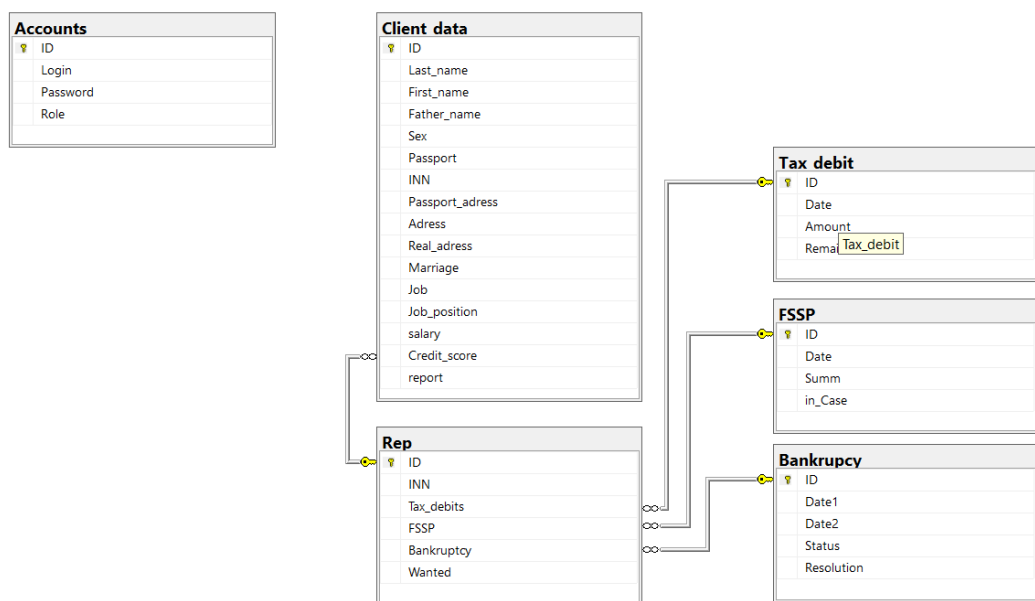 Accounts
ID
Login
Password
Role
Client data
ID
Last_name
First_name
Father_name
Sex
Passport
INN
Passport_adress
Adress
Real_adress
Marriage
Job
Job_position
salary
Credit_score
report
Rep
ID
INN
Tax_debits
FSSP
Bankruptcy
Wanted
Tax debit
ID
Date
Amount
Remai
Tax_debit
FSSP
ID
Date
Summ
in_Case
Bankrupcy
ID
Date1
Date2
Status
Resolution